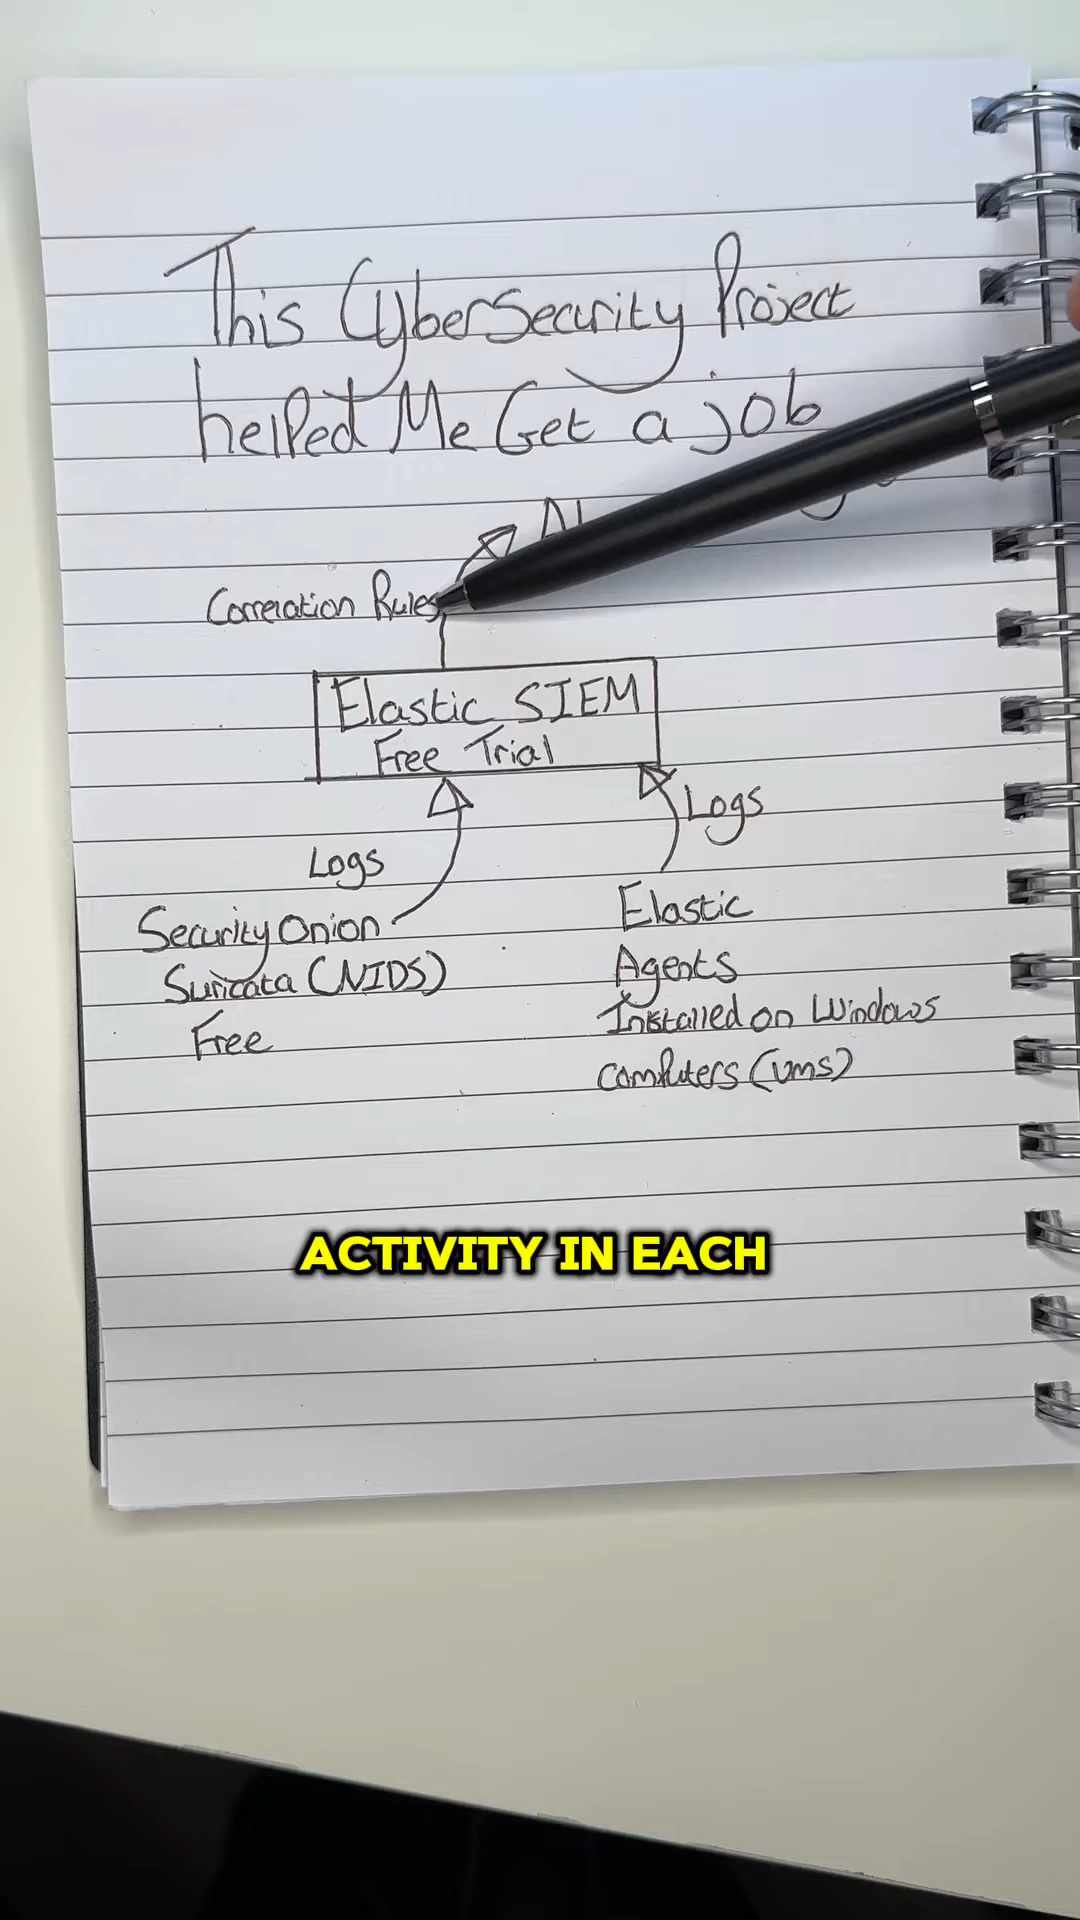 This CyberSecurity Project
helped Me Get a job
Correlation Rules
Elastic SIEM
Free Trial
Logs
Logs
Security Onion
Suricata (NIDS)
Free
Elastic
Agents
Installed on Windows
computers (VMs)
ACTIVITY IN EACH